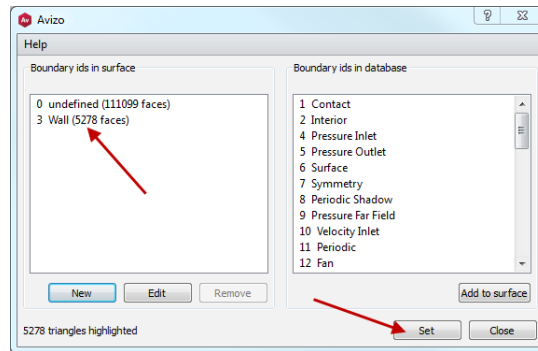 Avizo
Help
Boundary ids in surface
0 undefined (111099 faces)
3 Wall (5278 faces)
New Edit Remove
Boundary ids in database
1 Contact
2 Interior
4 Pressure Inlet
5 Pressure Outlet
6 Surface
7 Symmetry
8 Periodic Shadow
9 Pressure Far Field
10 Velocity Inlet
11 Periodic
12 Fan
Add to surface
5278 triangles highlighted
Set Close